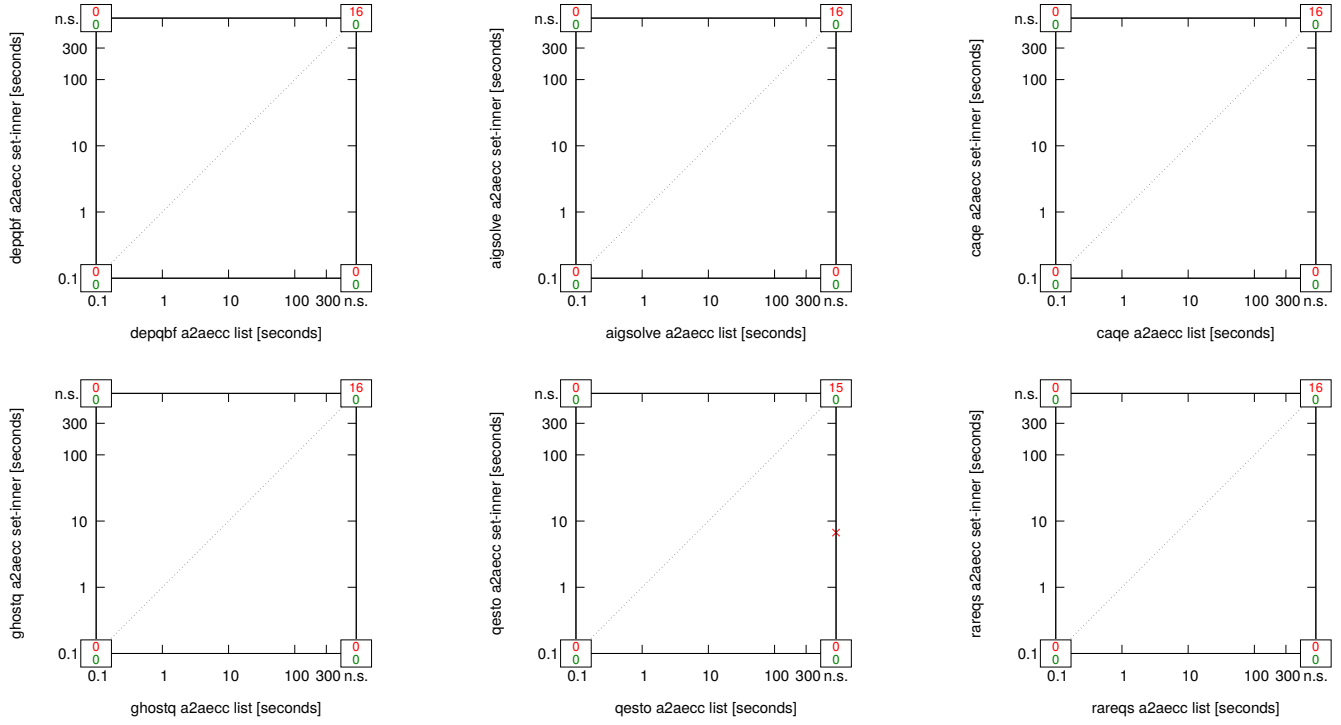 n.s. 0 0 16 0
300
100
10
1
0.1 0 0 0 0
0.1 1 10 100 300 n.s.
depqbf a2aecc set-inner [seconds]
depqbf a2aecc list [seconds]
n.s. 0 0 16 0
300
100
10
1
0.1 0 0 0 0
0.1 1 10 100 300 n.s.
aigsolve a2aecc set-inner [seconds]
aigsolve a2aecc list [seconds]
n.s. 0 0 16 0
300
100
10
1
0.1 0 0 0 0
0.1 1 10 100 300 n.s.
caqe a2aecc set-inner [seconds]
caqe a2aecc list [seconds]
n.s. 0 0 16 0
300
100
10
1
0.1 0 0 0 0
0.1 1 10 100 300 n.s.
ghostq a2aecc set-inner [seconds]
ghostq a2aecc list [seconds]
n.s. 0 0 15 0
300
100
10
1
0.1 0 0 0 0
0.1 1 10 100 300 n.s.
qesto a2aecc set-inner [seconds]
qesto a2aecc list [seconds]
n.s. 0 0 16 0
300
100
10
1
0.1 0 0 0 0
0.1 1 10 100 300 n.s.
rareqs a2aecc set-inner [seconds]
rareqs a2aecc list [seconds]